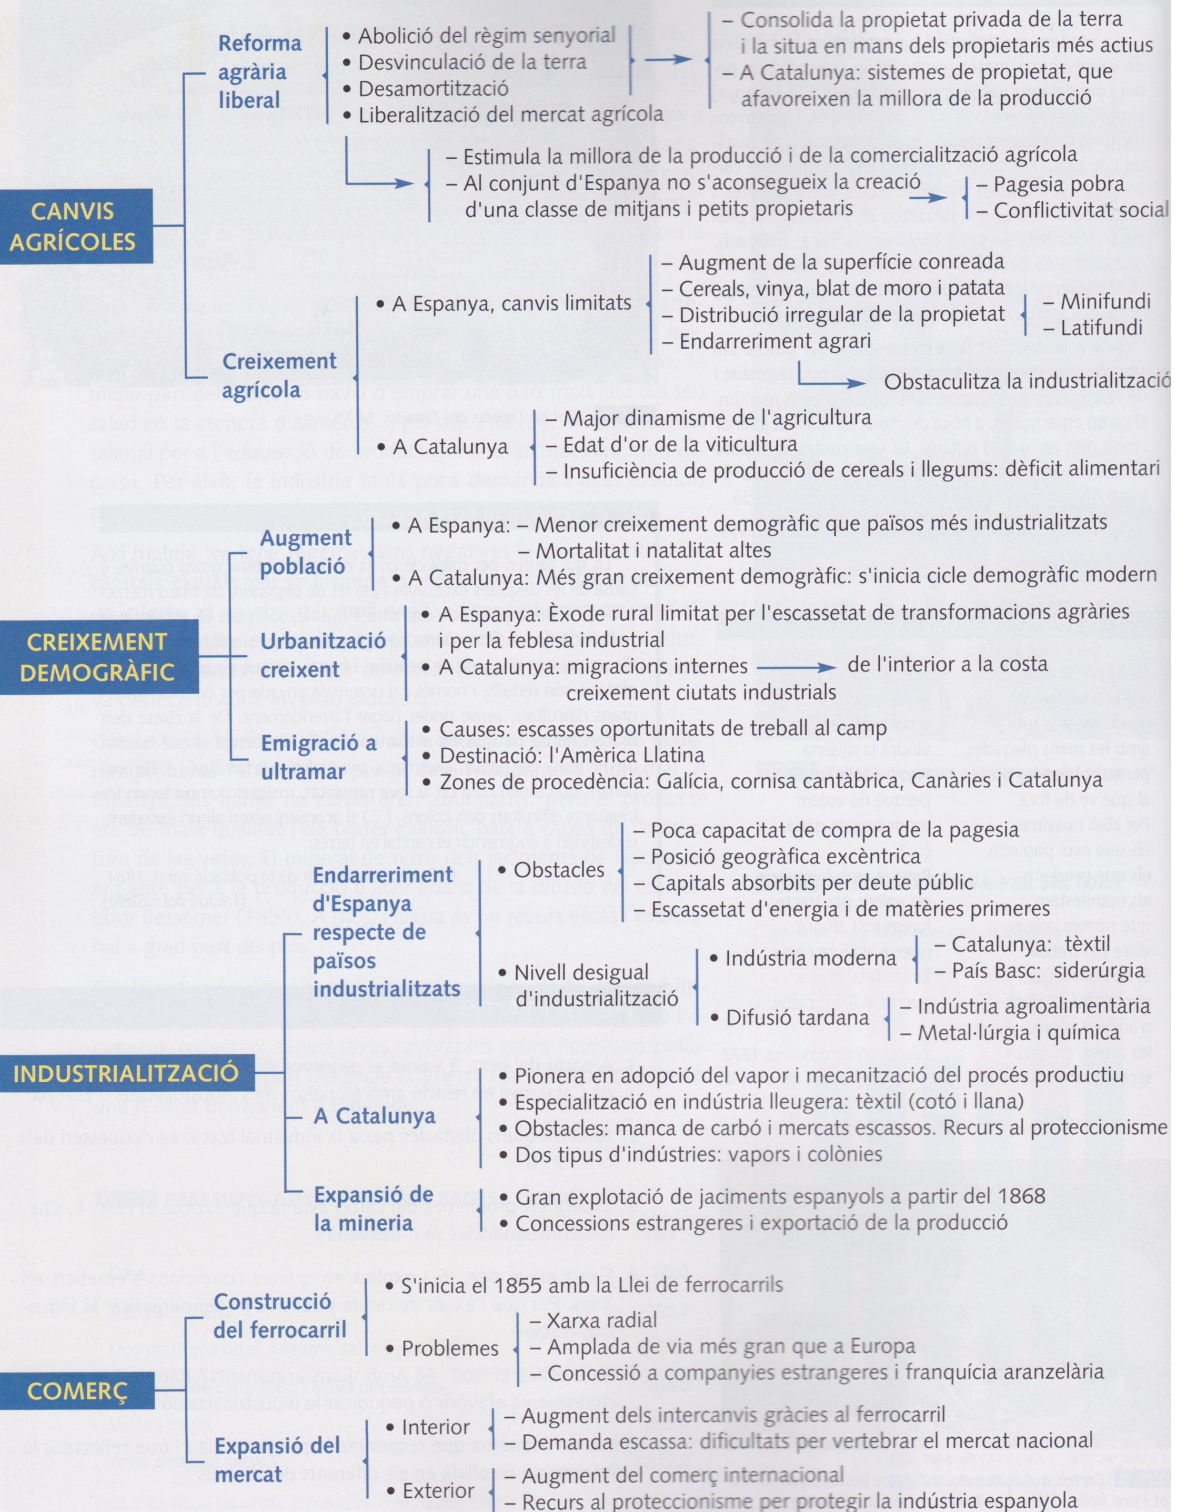 CANVIS
AGRÍCOLES
Reforma
agrària
liberal
• Abolició del règim senyorial
• Desvinculació de la terra
• Desamortització
• Liberalització del mercat agrícola
– Consolida la propietat privada de la terra
i la situa en mans dels propietaris més actius
– A Catalunya: sistemes de propietat, que
afavoreixen la millora de la producció
– Estimula la millora de la producció i de la comercialització agrícola
– Al conjunt d'Espanya no s'aconsegueix la creació
d'una classe de mitjans i petits propietaris
– Pagesia pobra
– Conflictivitat social
Creixement
agrícola
• A Espanya, canvis limitats
– Augment de la superfície conreada
– Cereals, vinya, blat de moro i patata
– Distribució irregular de la propietat
– Endarreriment agrari
– Minifundi
– Latifundi
Obstaculitza la industrialització
• A Catalunya
– Major dinamisme de l'agricultura
– Edat d'or de la viticultura
– Insuficiència de producció de cereals i llegums: dèficit alimentari
CREIXEMENT
DEMOGRÀFIC
Augment
població
• A Espanya: – Menor creixement demogràfic que països més industrialitzats
– Mortalitat i natalitat altes
• A Catalunya: Més gran creixement demogràfic: s'inicia cicle demogràfic modern
Urbanització
creixent
• A Espanya: Èxode rural limitat per l'escassetat de transformacions agràries
i per la feblesa industrial
• A Catalunya: migracions internes de l'interior a la costa
creixement ciutats industrials
Emigració a
ultramar
• Causes: escasses oportunitats de treball al camp
• Destinació: l'Amèrica Llatina
• Zones de procedència: Galícia, cornisa cantàbrica, Canàries i Catalunya
INDUSTRIALITZACIÓ
Endarreriment
d'Espanya
respecte de
països
industrialitzats
• Obstacles
– Poca capacitat de compra de la pagesia
– Posició geogràfica excèntrica
– Capitals absorbits per deute públic
– Escassetat d'energia i de matèries primeres
• Nivell desigual
d'industrialització
• Indústria moderna
– Catalunya: tèxtil
– País Basc: siderúrgia
• Difusió tardana
– Indústria agroalimentària
– Metal·lúrgia i química
A Catalunya
• Pionera en adopció del vapor i mecanització del procés productiu
• Especialització en indústria lleugera: tèxtil (cotó i llana)
• Obstacles: manca de carbó i mercats escassos. Recurs al proteccionisme
• Dos tipus d'indústries: vapors i colònies
Expansió de
la mineria
• Gran explotació de jaciments espanyols a partir del 1868
• Concessions estrangeres i exportació de la producció
COMERÇ
Construcció
del ferrocarril
• S'inicia el 1855 amb la Llei de ferrocarrils
• Problemes
– Xarxa radial
– Amplada de via més gran que a Europa
– Concessió a companyies estrangeres i franquícia aranzelària
Expansió del
mercat
• Interior
– Augment dels intercanvis gràcies al ferrocarril
– Demanda escassa: dificultats per vertebrar el mercat nacional
• Exterior
– Augment del comerç internacional
– Recurs al proteccionisme per protegir la indústria espanyola